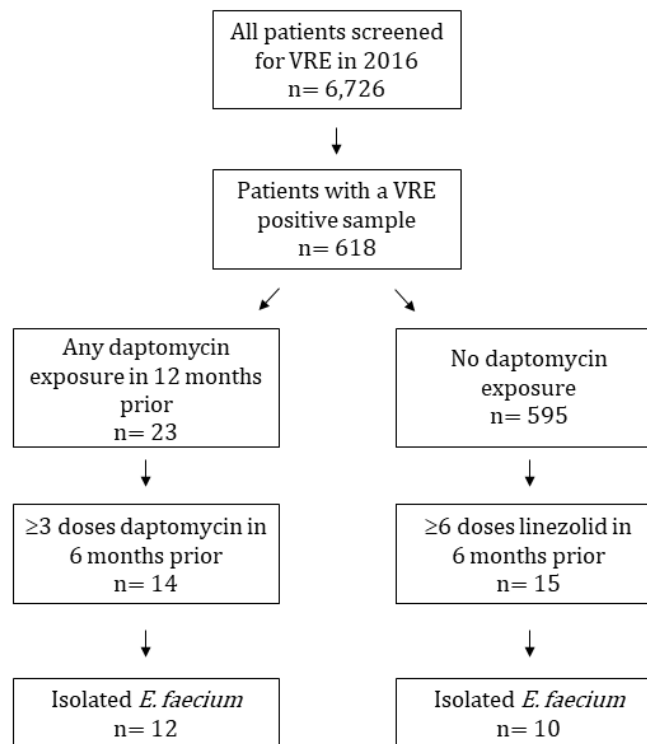 All patients screened
for VRE in 2016
n= 6,726
Patients with a VRE
positive sample
n= 618
Any daptomycin
exposure in 12 months
prior
n= 23
No daptomycin
exposure
n= 595
≥3 doses daptomycin in
6 months prior
n= 14
≥6 doses linezolid in
6 months prior
n= 15
Isolated E. faecium
n= 12
Isolated E. faecium
n= 10